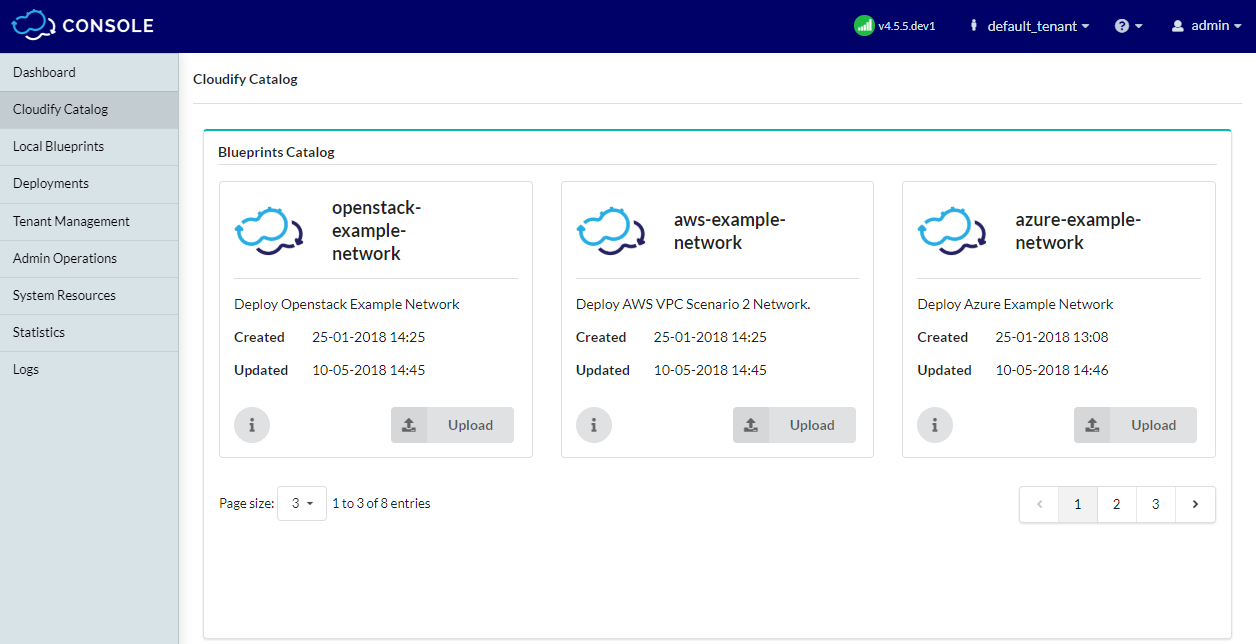 CONSOLE
v4.5.5.dev1
default_tenant
admin
Dashboard
Cloudify Catalog
Local Blueprints
Deployments
Tenant Management
Admin Operations
System Resources
Statistics
Logs
Cloudify Catalog
Blueprints Catalog
openstack-
example-
network
Deploy Openstack Example Network
Created 25-01-2018 14:25
Updated 10-05-2018 14:45
Upload
aws-example-
network
Deploy AWS VPC Scenario 2 Network.
Created 25-01-2018 14:25
Updated 10-05-2018 14:45
Upload
azure-example-
network
Deploy Azure Example Network
Created 25-01-2018 13:08
Updated 10-05-2018 14:46
Upload
Page size: 3 1 to 3 of 8 entries
1 2 3